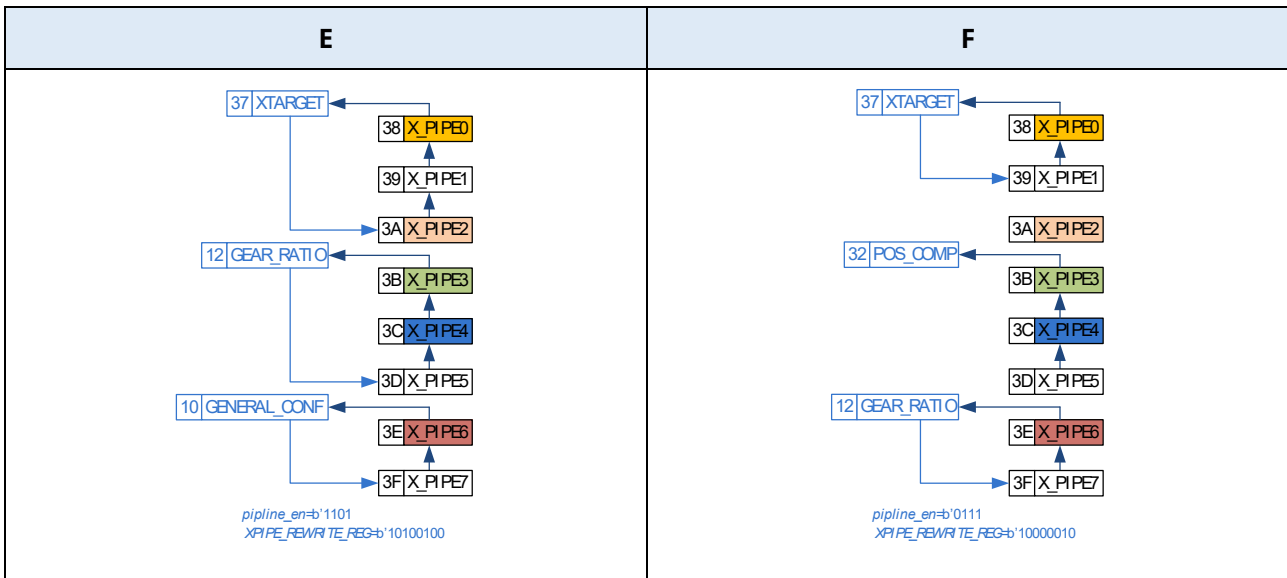 E
37 XTARGET
38 X_PIPE0
39 X_PIPE1
3A X_PIPE2
12 GEAR_RATIO
3B X_PIPE3
3C X_PIPE4
3D X_PIPE5
10 GENERAL_CONF
3E X_PIPE6
3F X_PIPE7
pipline_en=b'1101
XPIPE_REWRITE_REG=b'10100100
F
37 XTARGET
38 X_PIPE0
39 X_PIPE1
3A X_PIPE2
32 POS_COMP
3B X_PIPE3
3C X_PIPE4
3D X_PIPE5
12 GEAR_RATIO
3E X_PIPE6
3F X_PIPE7
pipline_en=b'0111
XPIPE_REWRITE_REG=b'10000010